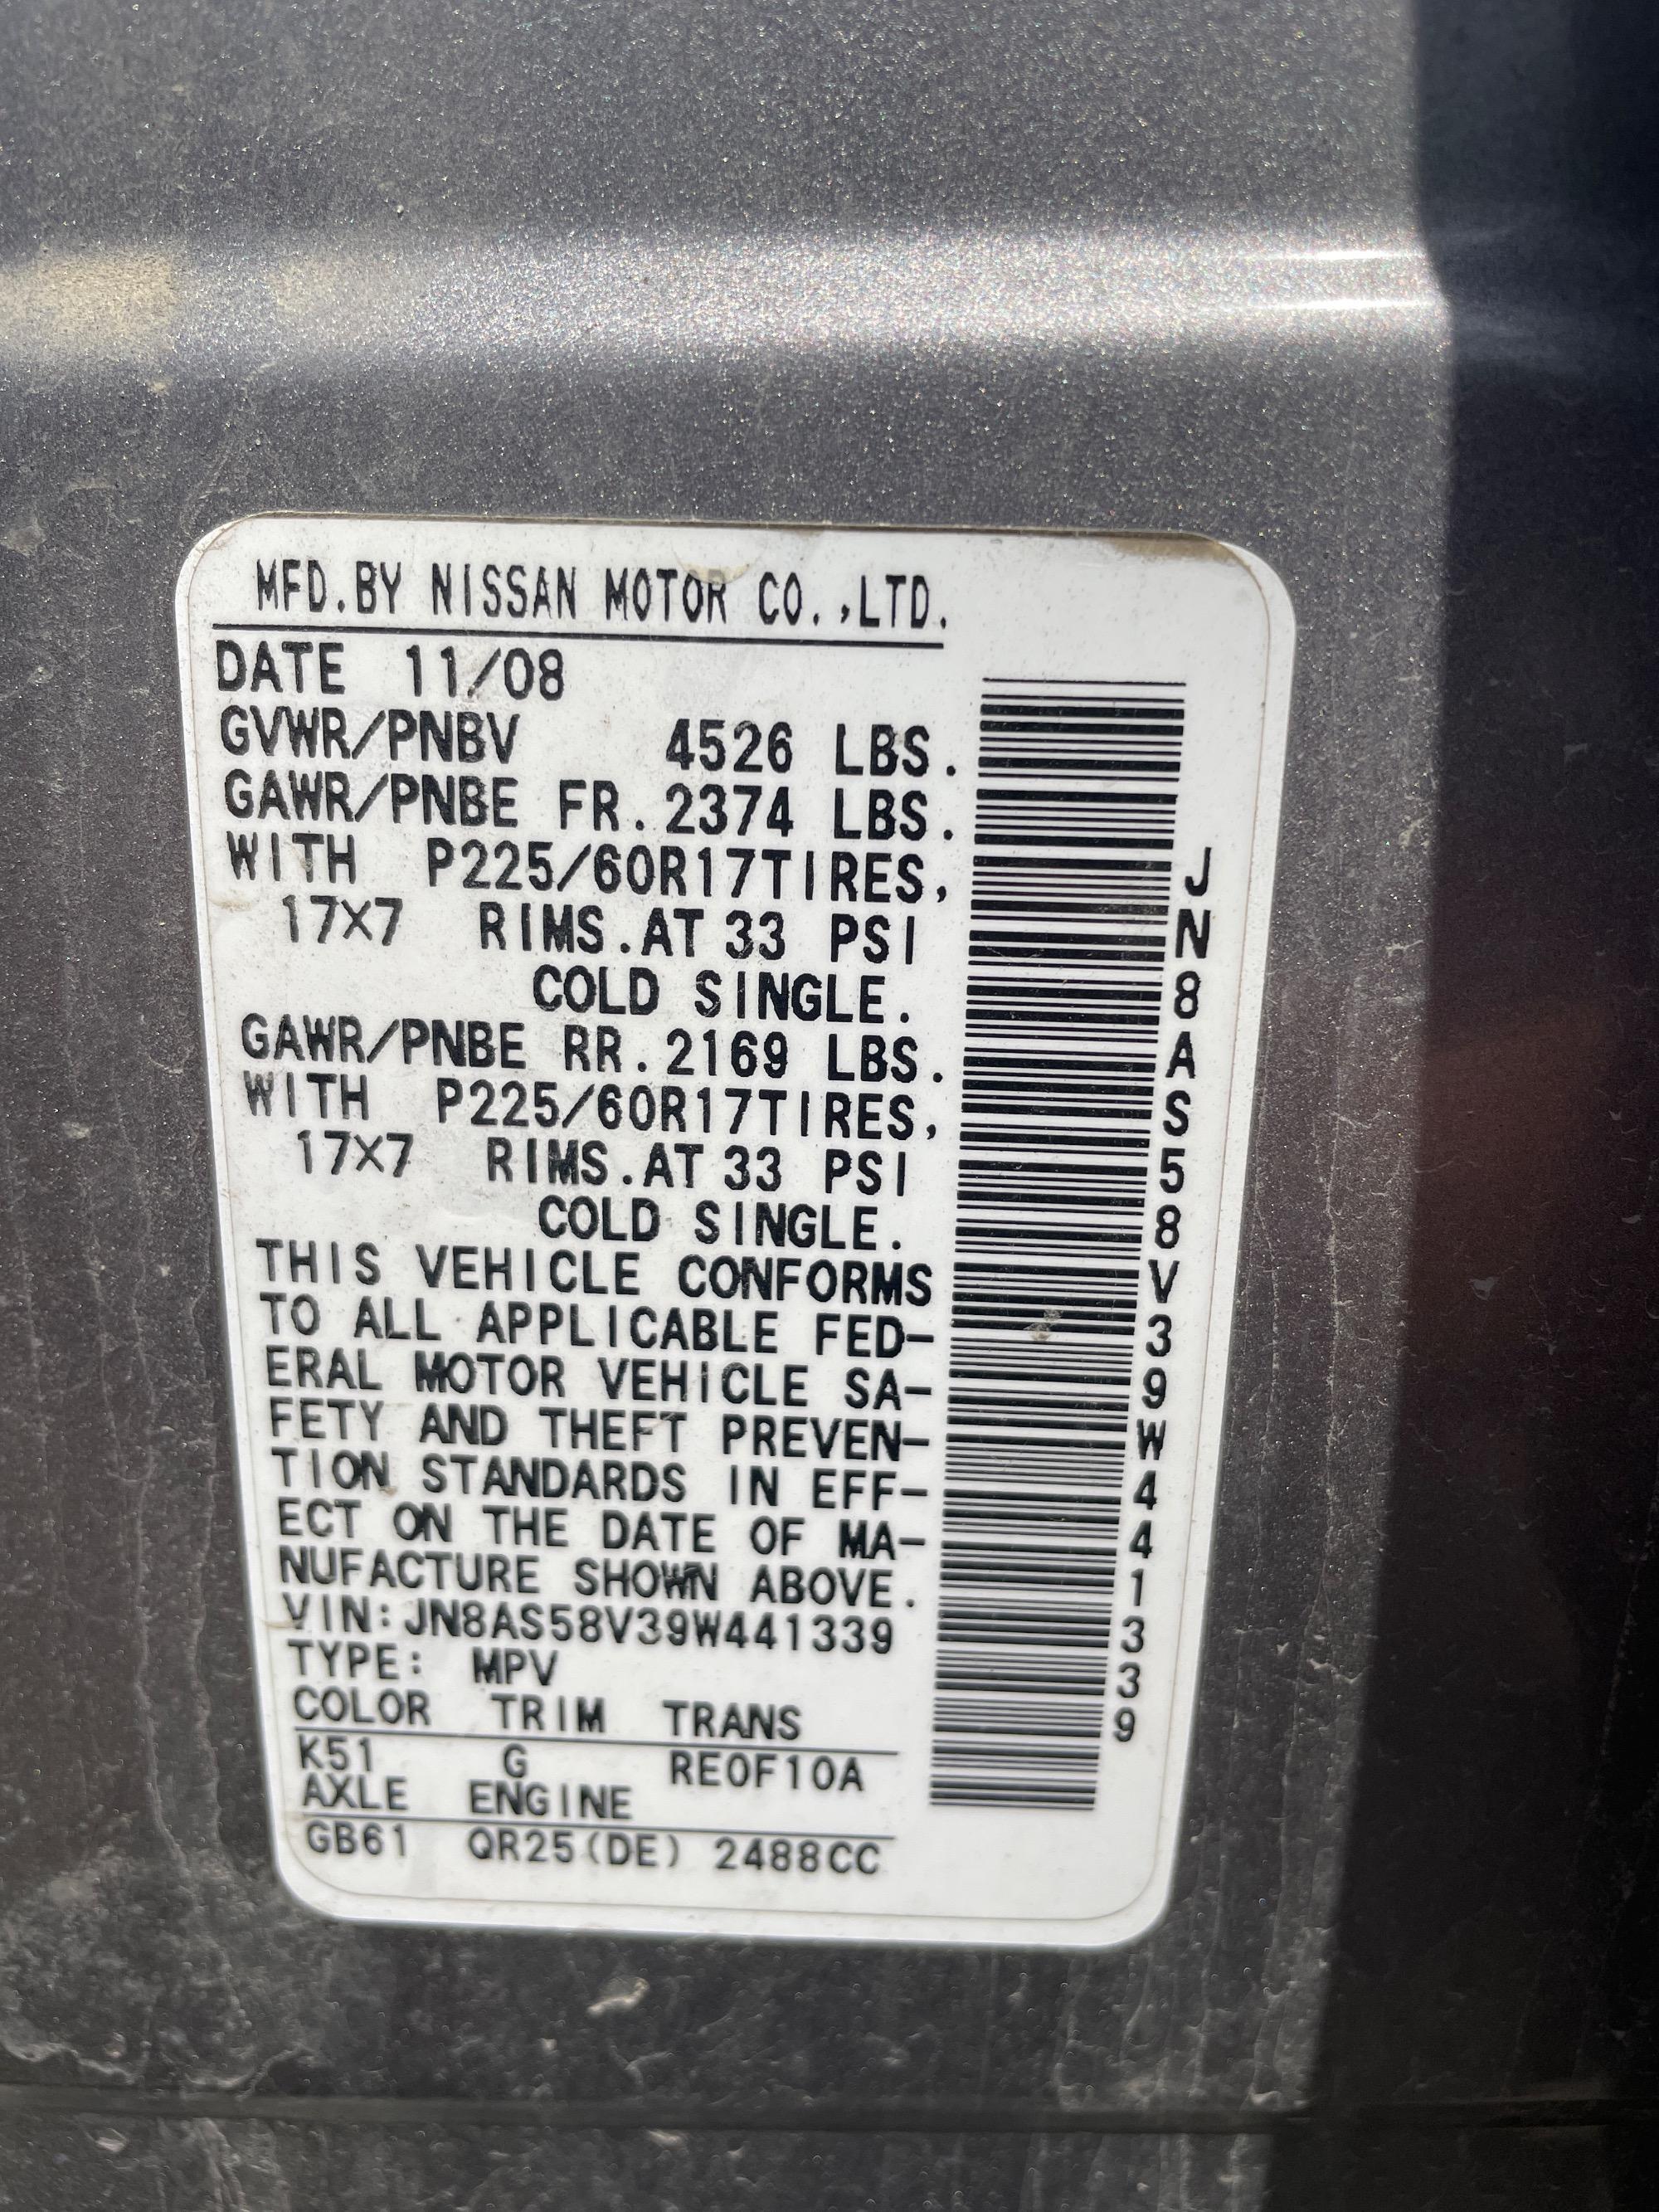 MFD.BY NISSAN MOTOR CO.,LTD.
DATE 11/08
GVWR/PNBV 4526 LBS.
GAWR/PNBE FR. 2374 LBS.
WITH P225/60R17TIRES,
17X7 RIMS.AT 33 PSI
COLD SINGLE.
GAWR/PNBE RR. 2169 LBS.
WITH P225/60R17TIRES,
17X7 RIMS.AT 33 PSI
COLD SINGLE.
THIS VEHICLE CONFORMS
TO ALL APPLICABLE FED-
ERAL MOTOR VEHICLE SA-
FETY AND THEFT PREVEN-
TION STANDARDS IN EFF-
ECT ON THE DATE OF MA-
NUFACTURE SHOWN ABOVE.
VIN:JN8AS58V39W441339
TYPE: MPV
COLOR TRIM TRANS
K51 G RE0F10A
AXLE ENGINE
GB61 QR25(DE) 2488CC
JN8AS58V39W441339